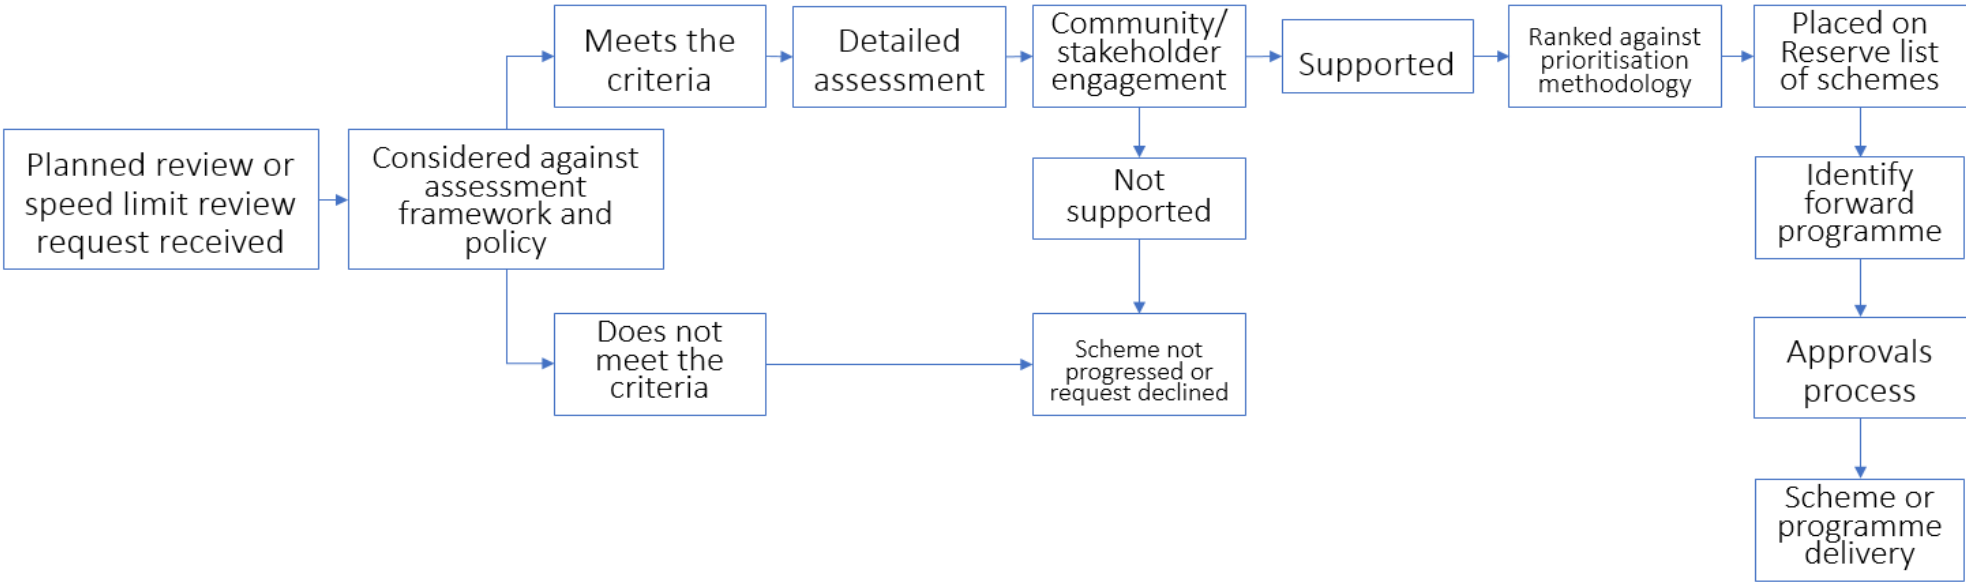 Planned review or
speed limit review
request received
Considered against
assessment
framework and
policy
Meets the
criteria
Detailed
assessment
Community/
stakeholder
engagement
Supported
Ranked against
prioritisation
methodology
Placed on
Reserve list
of schemes
Not
supported
Identify
forward
programme
Does not
meet the
criteria
Scheme not
progressed or
request declined
Approvals
process
Scheme or
programme
delivery